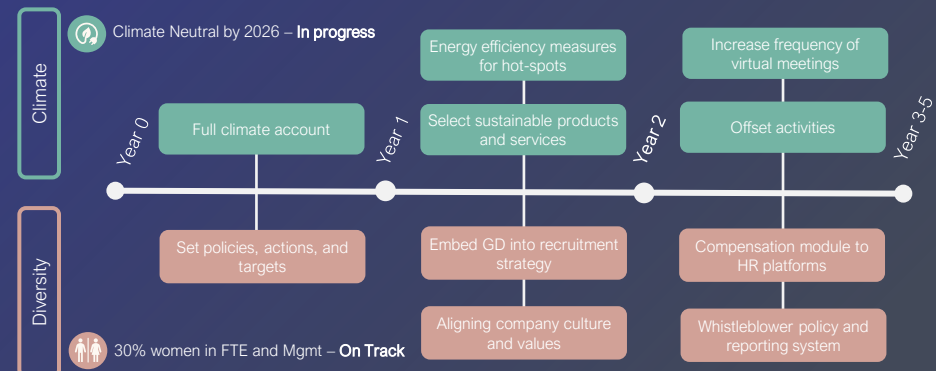 Climate
Climate Neutral by 2026 – In progress
Energy efficiency measures
for hot-spots
Increase frequency of
virtual meetings
Full climate account
Select sustainable products
and services
Offset activities
Year 0
Year 1
Year 2
Year 3-5
Diversity
Set policies, actions, and
targets
Embed GD into recruitment
strategy
Compensation module to
HR platforms
Aligning company culture
and values
Whistleblower policy and
reporting system
30% women in FTE and Mgmt – On Track